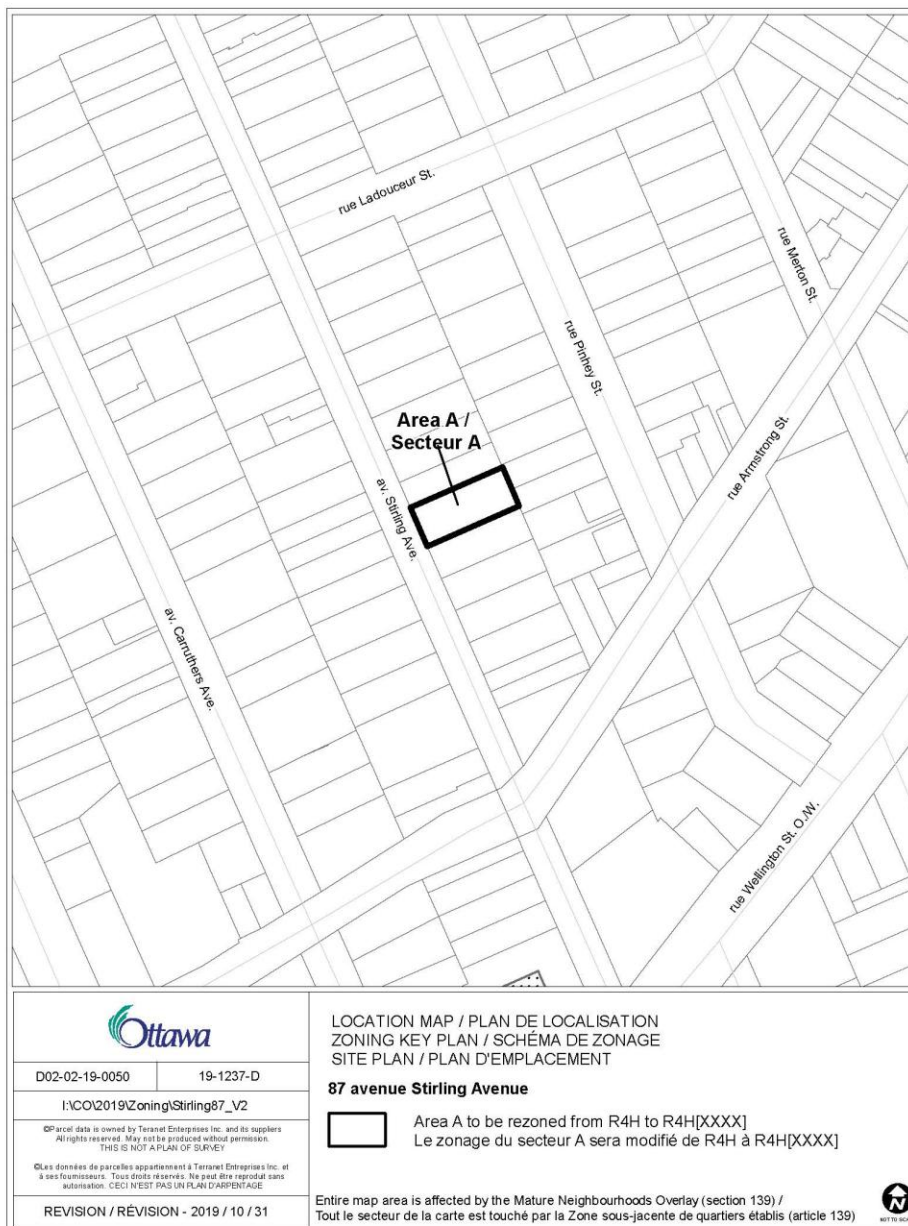 rue Ladouceur St.
rue Merton St.
rue Pinhey St.
Area A /
Secteur A
rue Armstrong St.
av. Stirling Ave.
av. Carruthers Ave.
rue Wellington St. O./W.
Ottawa
D02-02-19-0050
19-1237-D
I:\CO\2019\Zoning\Stirling87_V2
©Parcel data is owned by Teranet Enterprises Inc. and its suppliers
All rights reserved. May not be produced without permission.
THIS IS NOT A PLAN OF SURVEY
©Les données de parcelles appartiennent à Terranet Entreprises Inc. et
à ses fournisseurs. Tous droits réservés. Ne peut être reproduit sans
autorisation. CECI N'EST PAS UN PLAN D'ARPENTAGE
REVISION / RÉVISION - 2019 / 10 / 31
LOCATION MAP / PLAN DE LOCALISATION
ZONING KEY PLAN / SCHÉMA DE ZONAGE
SITE PLAN / PLAN D'EMPLACEMENT
87 avenue Stirling Avenue
Area A to be rezoned from R4H to R4H[XXXX]
Le zonage du secteur A sera modifié de R4H à R4H[XXXX]
Entire map area is affected by the Mature Neighbourhoods Overlay (section 139) /
Tout le secteur de la carte est touché par la Zone sous-jacente de quartiers établis (article 139)
N
NOT TO SCALE